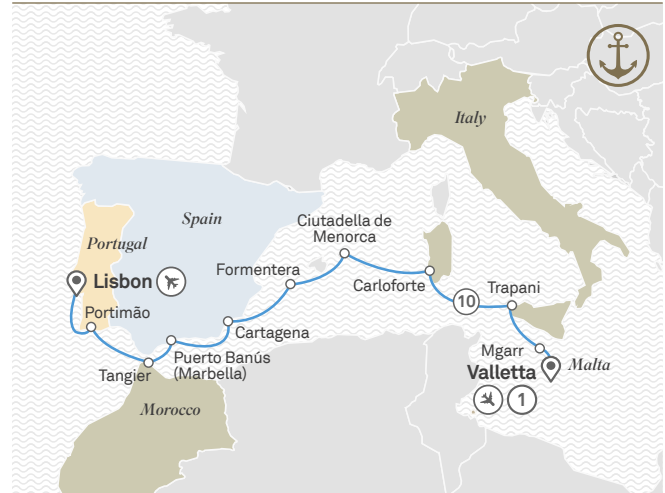 Italy
Spain
Portugal
Ciutadella de
Menorca
Lisbon
Formentera
Carloforte
Trapani
10
Portimão
Cartagena
Tangier
Puerto Banús
(Marbella)
Mgarr
Malta
Valletta
1
Morocco